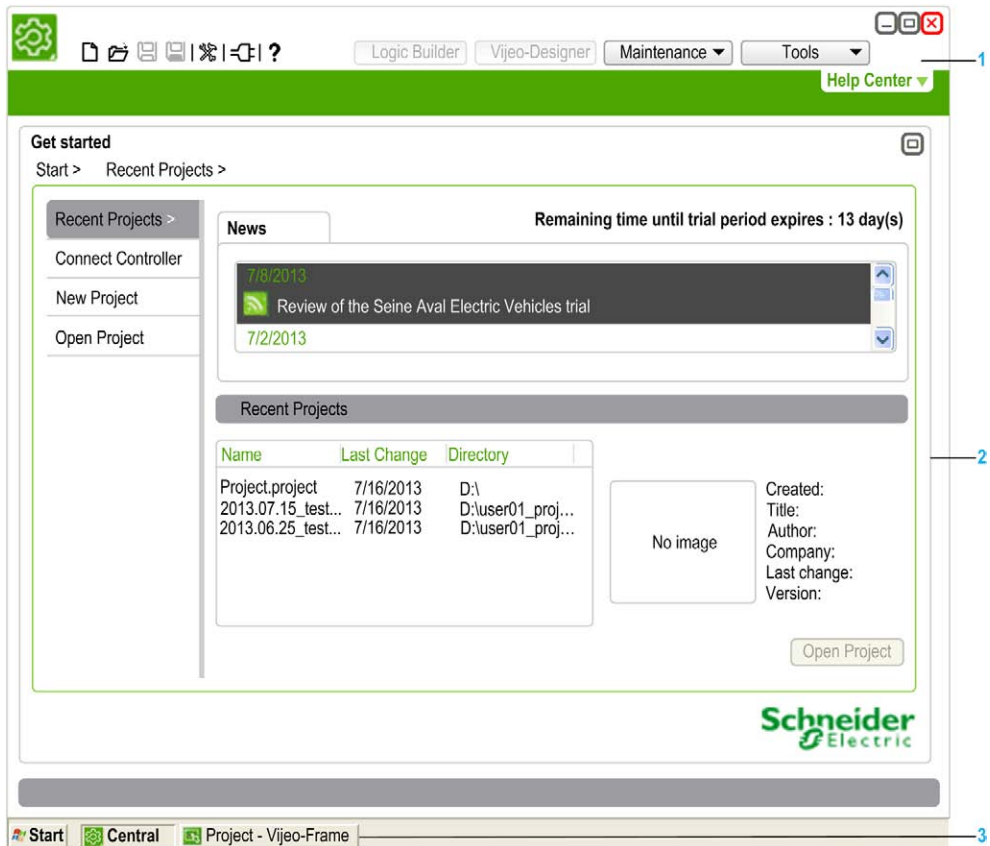 ? Logic Builder Vijeo-Designer Maintenance Tools
1
Help Center
Get started
Start > Recent Projects >
Recent Projects >
Connect Controller
New Project
Open Project
News
Remaining time until trial period expires : 13 day(s)
7/8/2013
Review of the Seine Aval Electric Vehicles trial
7/2/2013
Recent Projects
Name Last Change Directory
Project.project 7/16/2013 D:\
2013.07.15_test... 7/16/2013 D:\user01_proj...
2013.06.25_test... 7/16/2013 D:\user01_proj...
No image
Created:
Title:
Author:
Company:
Last change:
Version:
2
Open Project
Schneider
Electric
Start Central Project - Vijeo-Frame
3